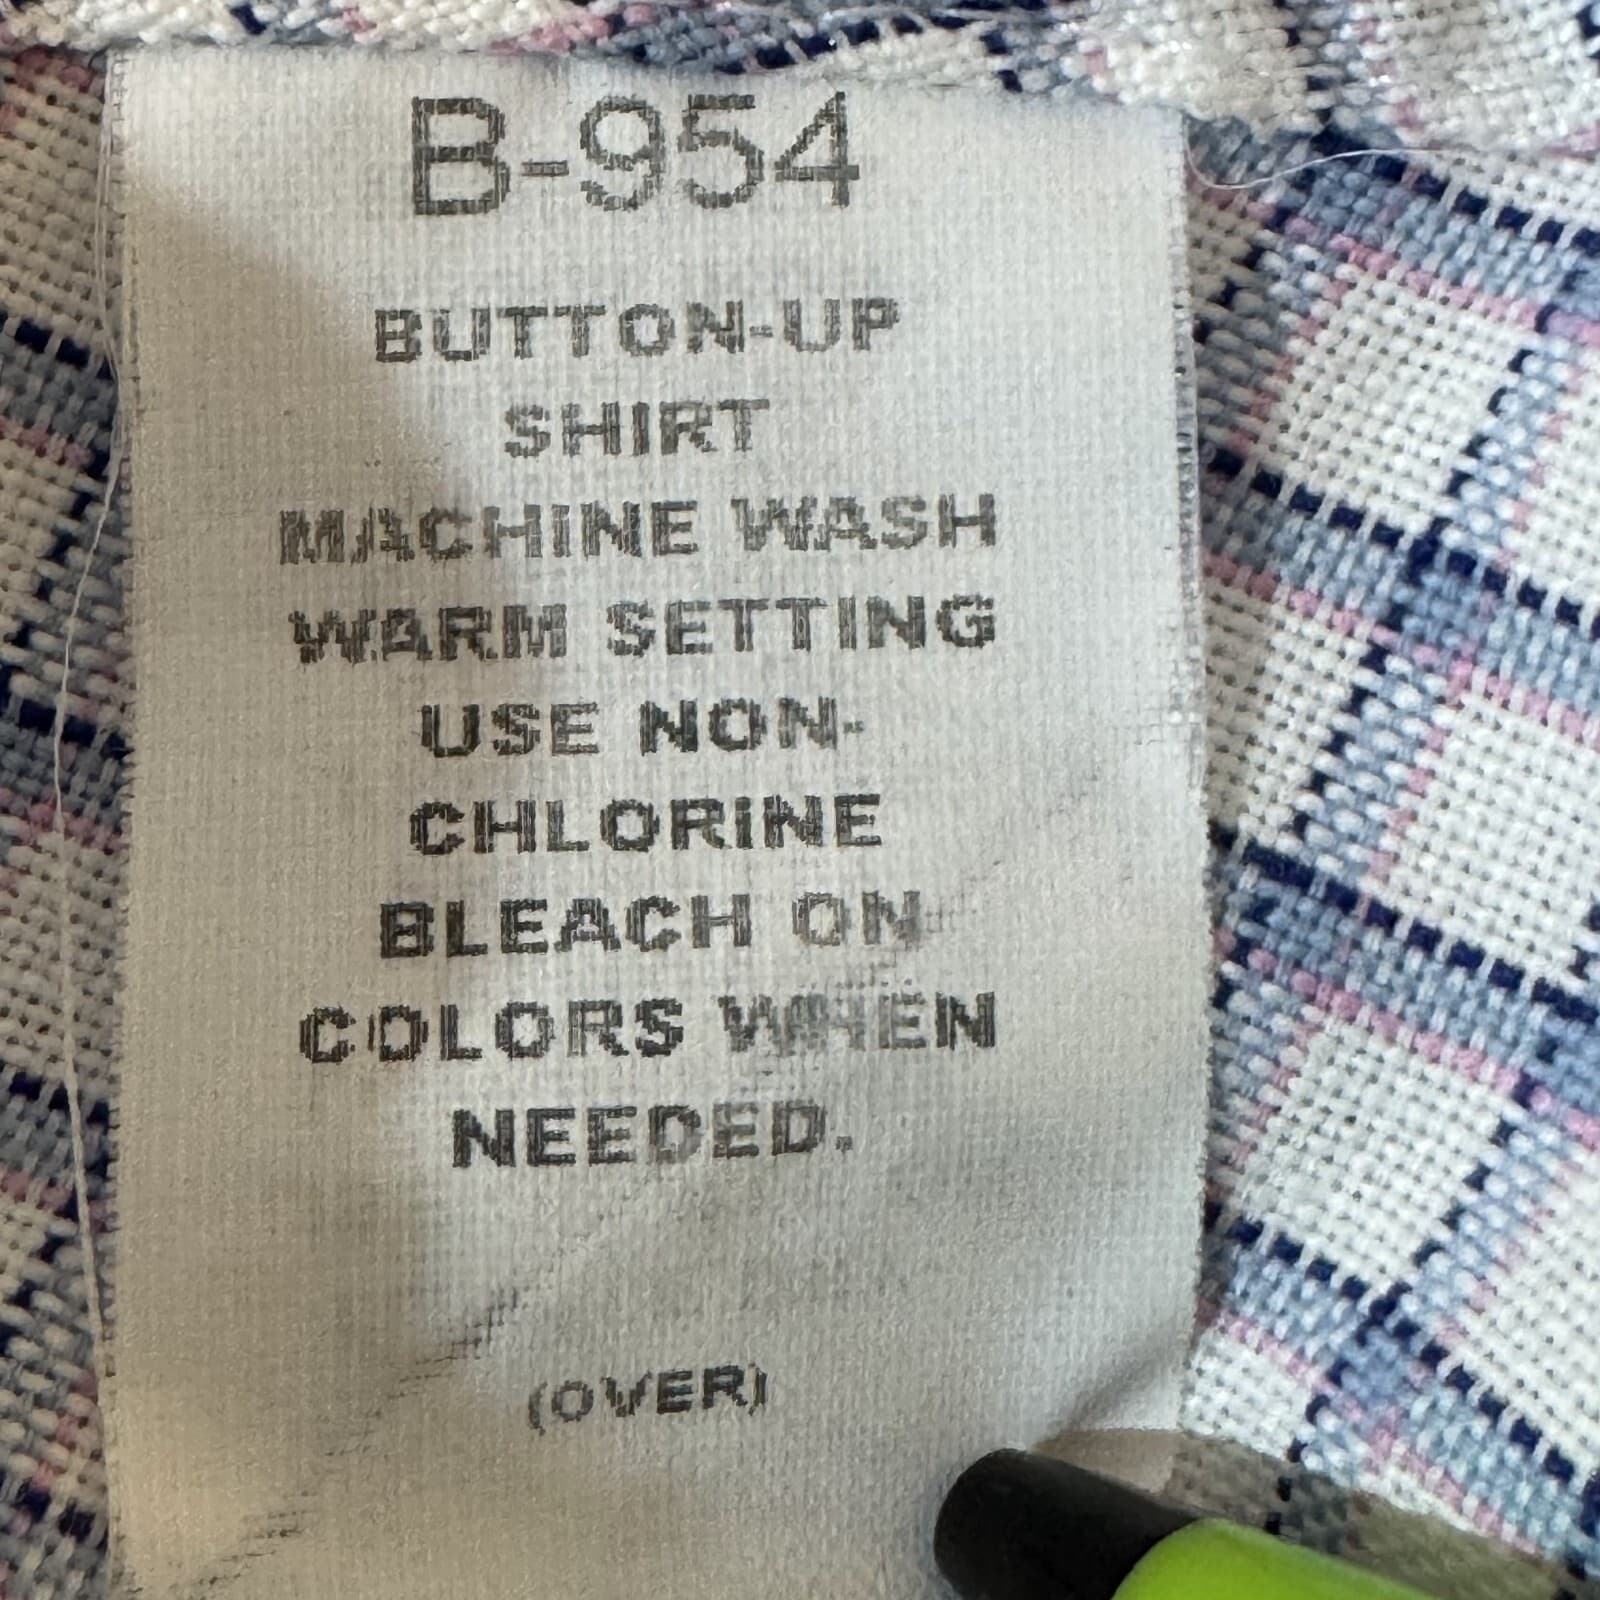 B-954
BUTTON-UP
SHIRT
MACHINE WASH
WARM SETTING
USE NON-
CHLORINE
BLEACH ON
COLORS WHEN
NEEDED.
(OVER)